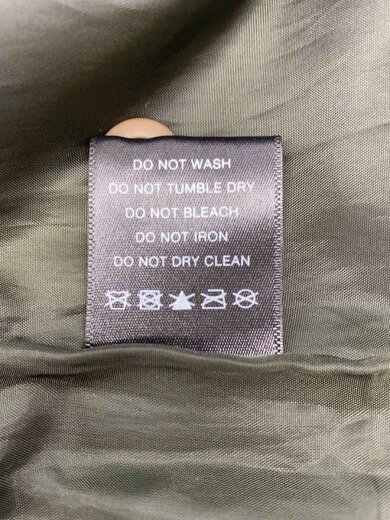 DO NOT WASH
DO NOT TUMBLE DRY
DO NOT BLEACH
DO NOT IRON
DO NOT DRY CLEAN